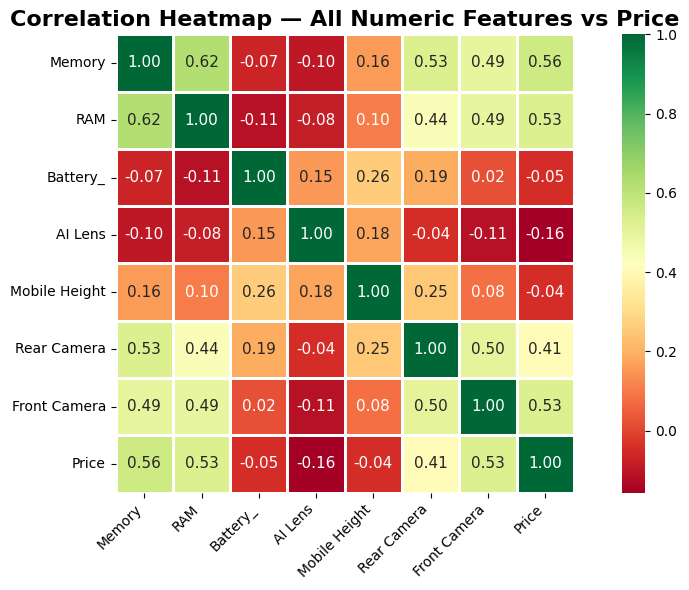 Correlation Heatmap — All Numeric Features vs Price
Memory 1.00 0.62 -0.07 -0.10 0.16 0.53 0.49 0.56
RAM 0.62 1.00 -0.11 -0.08 0.10 0.44 0.49 0.53
Battery_ -0.07 -0.11 1.00 0.15 0.26 0.19 0.02 -0.05
AI Lens -0.10 -0.08 0.15 1.00 0.18 -0.04 -0.11 -0.16
Mobile Height 0.16 0.10 0.26 0.18 1.00 0.25 0.08 -0.04
Rear Camera 0.53 0.44 0.19 -0.04 0.25 1.00 0.50 0.41
Front Camera 0.49 0.49 0.02 -0.11 0.08 0.50 1.00 0.53
Price 0.56 0.53 -0.05 -0.16 -0.04 0.41 0.53 1.00
Memory RAM Battery_ AI Lens Mobile Height Rear Camera Front Camera Price
1.0
0.8
0.6
0.4
0.2
0.0